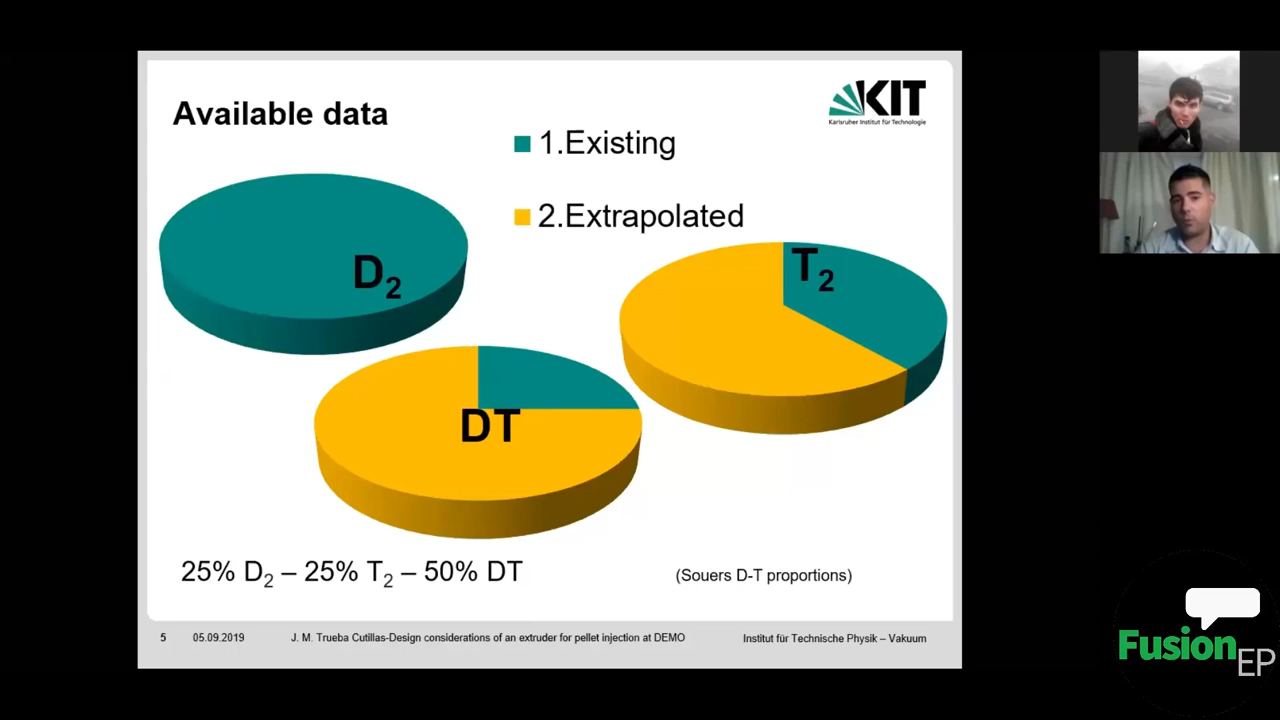 Available data
KIT
Karlsruher Institut für Technologie
1.Existing
2.Extrapolated
D₂
T₂
DT
25% D₂ – 25% T₂ – 50% DT
(Souers D-T proportions)
5 05.09.2019 J. M. Trueba Cutillas-Design considerations of an extruder for pellet injection at DEMO Institut für Technische Physik – Vakuum
Fusion
EP